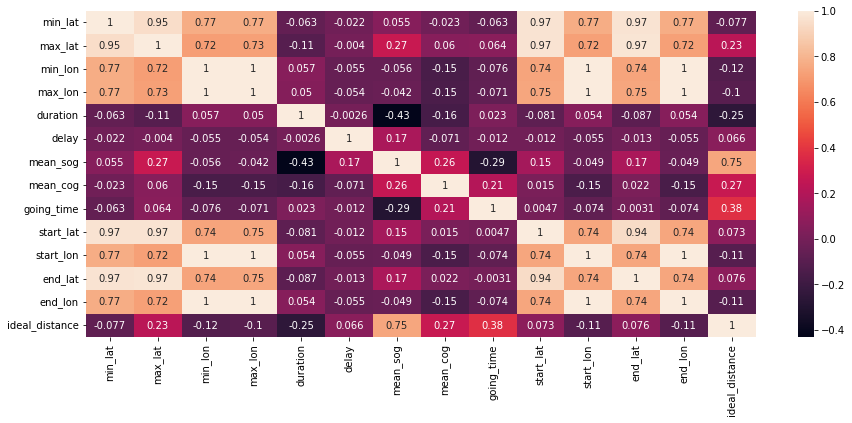 min_lat 1 0.95 0.77 0.77 -0.063 -0.022 0.055 -0.023 -0.063 0.97 0.77 0.97 0.77 -0.077
max_lat 0.95 1 0.72 0.73 -0.11 -0.004 0.27 0.06 0.064 0.97 0.72 0.97 0.72 0.23
min_lon 0.77 0.72 1 1 0.057 -0.055 -0.056 -0.15 -0.076 0.74 1 0.74 1 -0.12
max_lon 0.77 0.73 1 1 0.05 -0.054 -0.042 -0.15 -0.071 0.75 1 0.75 1 -0.1
duration -0.063 -0.11 0.057 0.05 1 -0.0026 -0.43 -0.16 0.023 -0.081 0.054 -0.087 0.054 -0.25
delay -0.022 -0.004 -0.055 -0.054 -0.0026 1 0.17 -0.071 -0.012 -0.012 -0.055 -0.013 -0.055 0.066
mean_sog 0.055 0.27 -0.056 -0.042 -0.43 0.17 1 0.26 -0.29 0.15 -0.049 0.17 -0.049 0.75
mean_cog -0.023 0.06 -0.15 -0.15 -0.16 -0.071 0.26 1 0.21 0.015 -0.15 0.022 -0.15 0.27
going_time -0.063 0.064 -0.076 -0.071 0.023 -0.012 -0.29 0.21 1 0.0047 -0.074 -0.0031 -0.074 0.38
start_lat 0.97 0.97 0.74 0.75 -0.081 -0.012 0.15 0.015 0.0047 1 0.74 0.94 0.74 0.073
start_lon 0.77 0.72 1 1 0.054 -0.055 -0.049 -0.15 -0.074 0.74 1 0.74 1 -0.11
end_lat 0.97 0.97 0.74 0.75 -0.087 -0.013 0.17 0.022 -0.0031 0.94 0.74 1 0.74 0.076
end_lon 0.77 0.72 1 1 0.054 -0.055 -0.049 -0.15 -0.074 0.74 1 0.74 1 -0.11
ideal_distance -0.077 0.23 -0.12 -0.1 -0.25 0.066 0.75 0.27 0.38 0.073 -0.11 0.076 -0.11 1
min_lat max_lat min_lon max_lon duration delay mean_sog mean_cog going_time start_lat start_lon end_lat end_lon ideal_distance
1.0
0.8
0.6
0.4
0.2
0.0
−0.2
−0.4